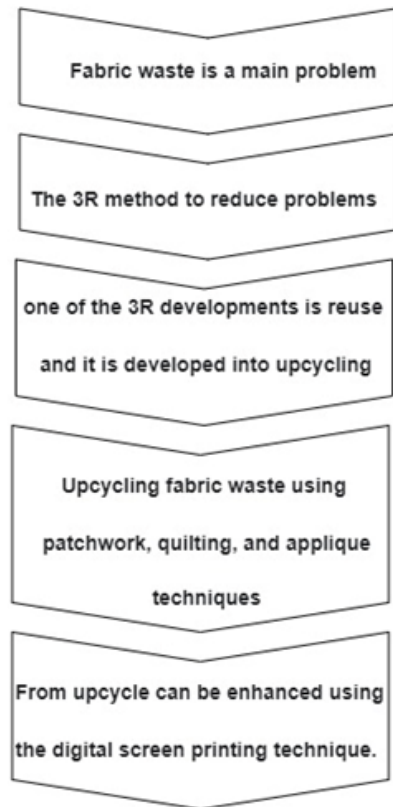 Fabric waste is a main problem
The 3R method to reduce problems
one of the 3R developments is reuse
and it is developed into upcycling
Upcycling fabric waste using
patchwork, quilting, and applique
techniques
From upcycle can be enhanced using
the digital screen printing technique.